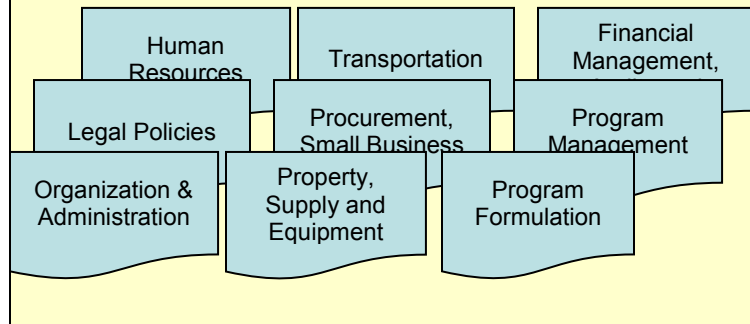 Human
Resources
Transportation
Financial
Management,
Legal Policies
Procurement,
Small Business
Program
Management
Organization &
Administration
Property,
Supply and
Equipment
Program
Formulation